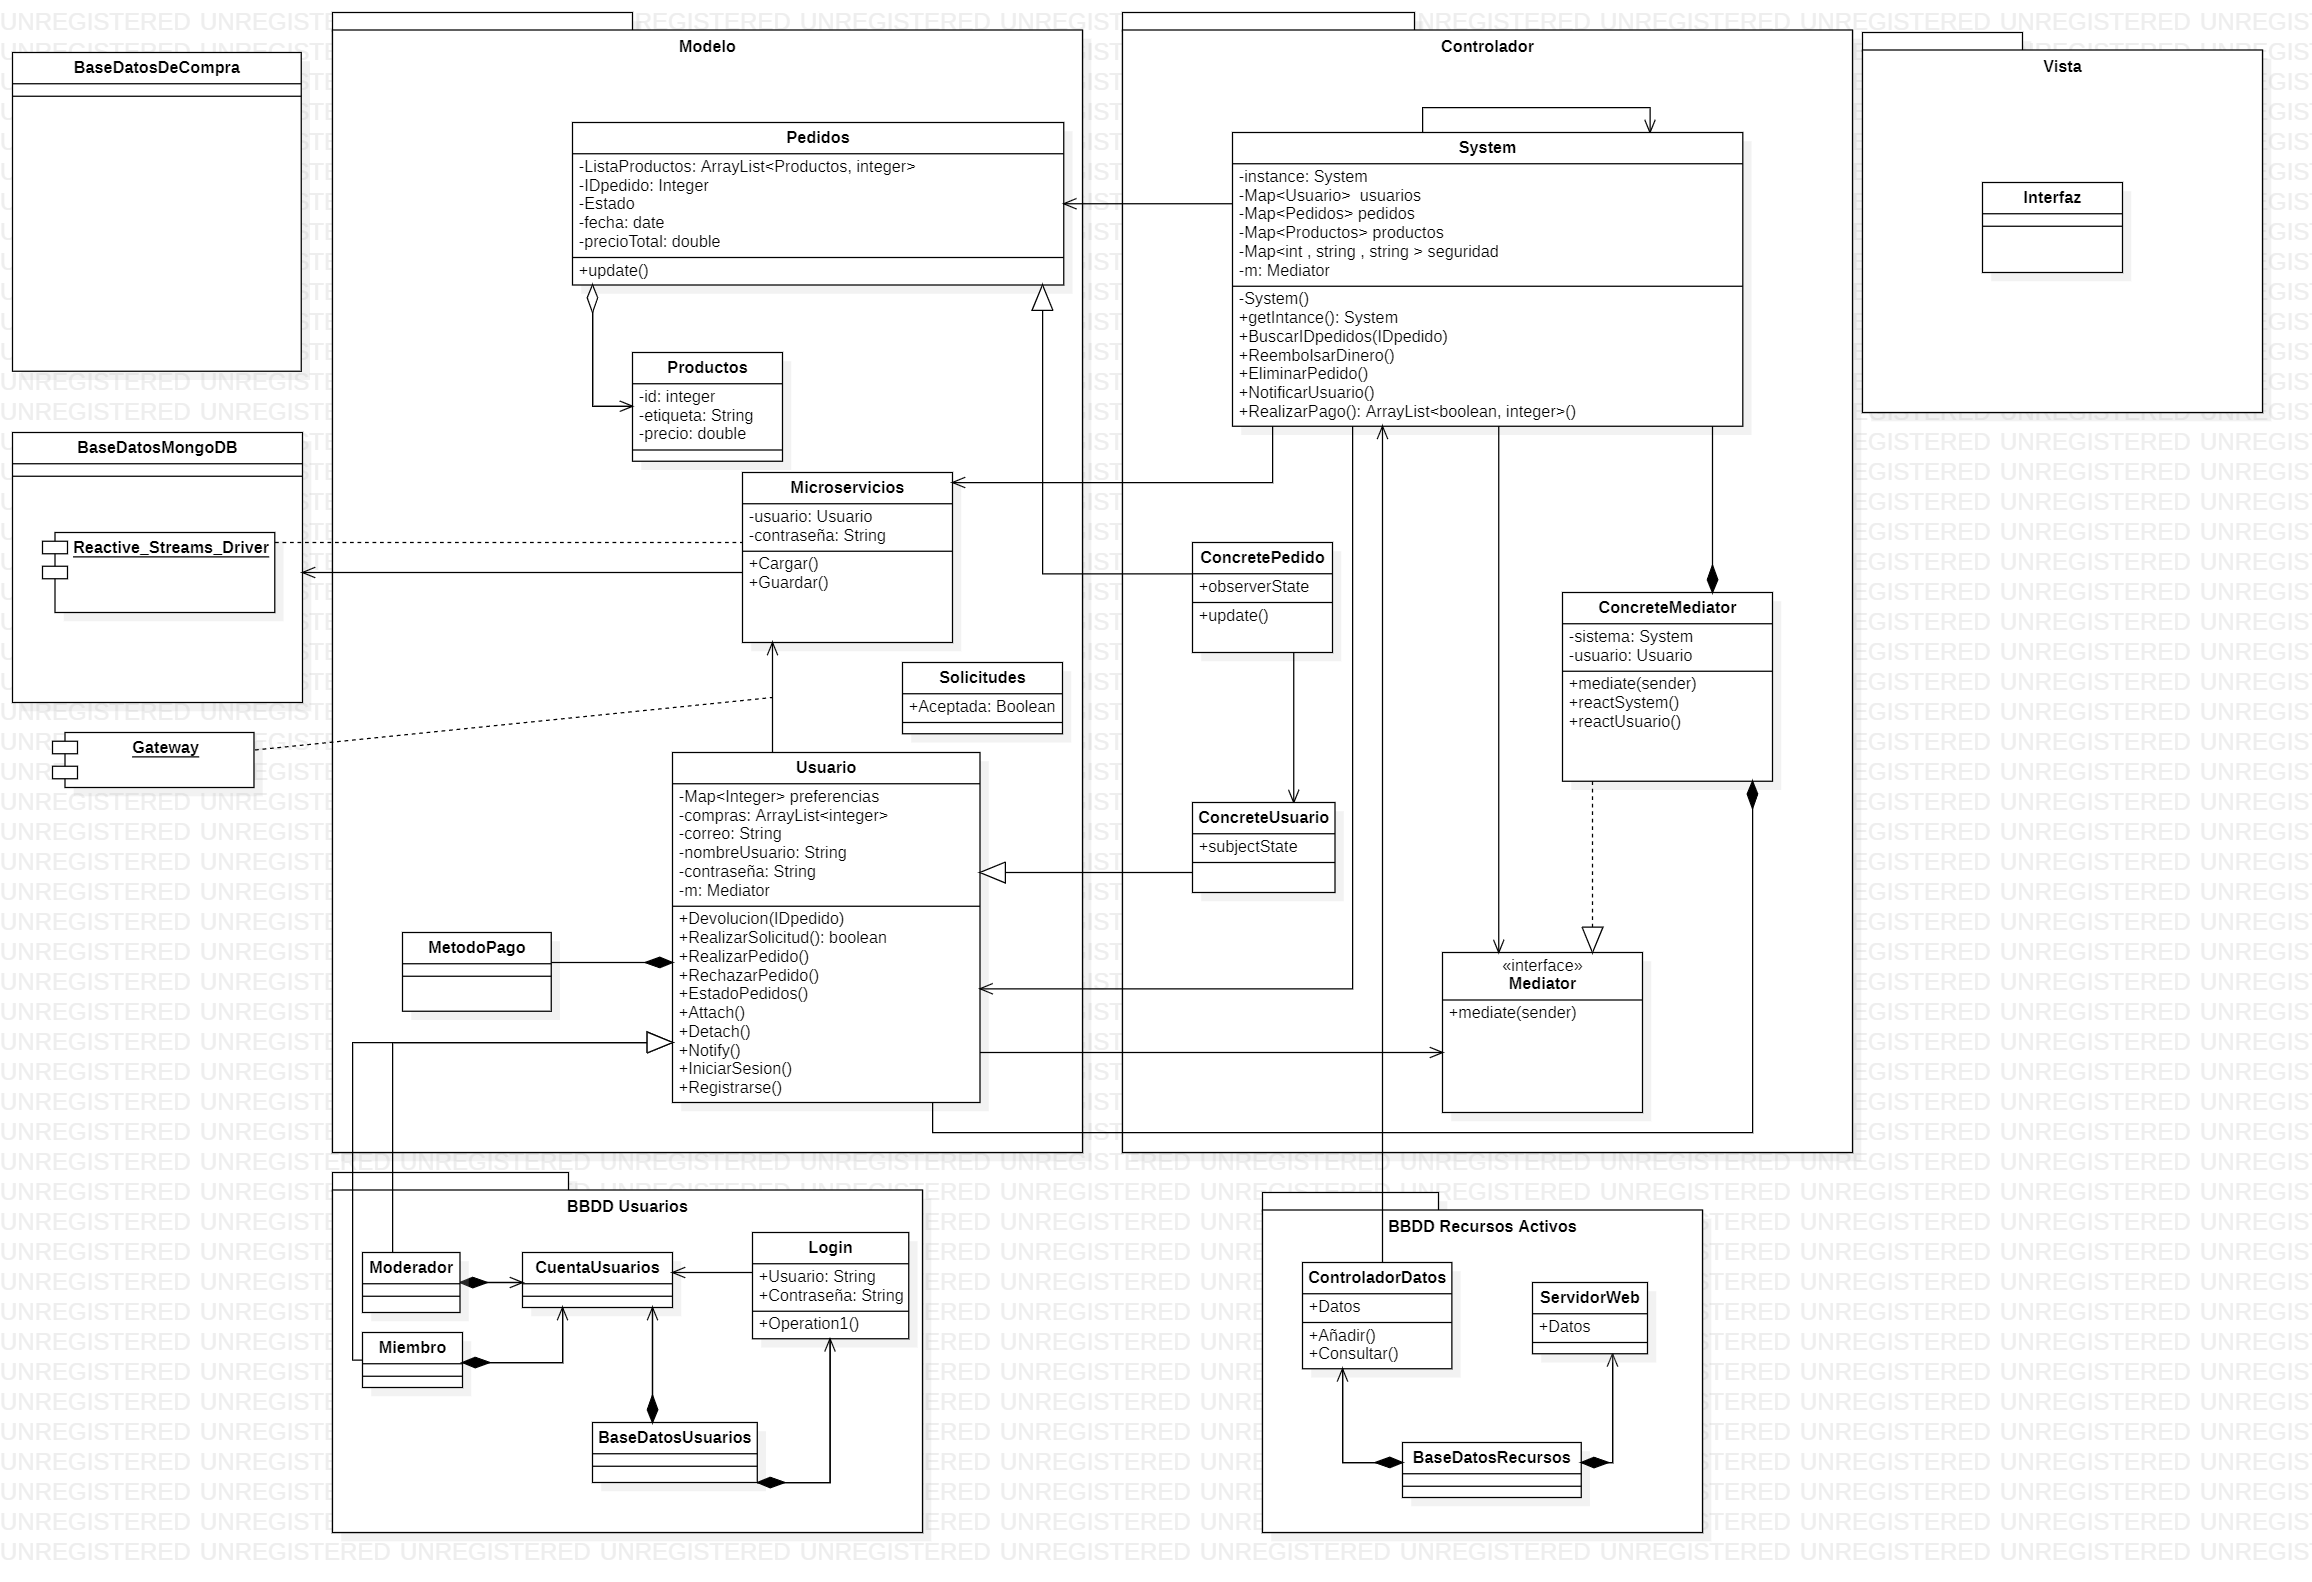 Modelo
Controlador
Vista
BaseDatosDeCompra
Pedidos
-ListaProductos: ArrayList<Productos, integer>
-IDpedido: Integer
-Estado
-fecha: date
-precioTotal: double
+update()
System
-instance: System
-Map<Usuario>  usuarios
-Map<Pedidos> pedidos
-Map<Productos> productos
-Map<int , string , string > seguridad
-m: Mediator
-System()
+getIntance(): System
+BuscarIDpedidos(IDpedido)
+ReembolsarDinero()
+EliminarPedido()
+NotificarUsuario()
+RealizarPago(): ArrayList<boolean, integer>()
Interfaz
Productos
-id: integer
-etiqueta: String
-precio: double
BaseDatosMongoDB
Reactive_Streams_Driver
Microservicios
-usuario: Usuario
-contraseña: String
+Cargar()
+Guardar()
ConcretePedido
+observerState
+update()
ConcreteMediator
-sistema: System
-usuario: Usuario
+mediate(sender)
+reactSystem()
+reactUsuario()
Solicitudes
+Aceptada: Boolean
Gateway
Usuario
-Map<Integer> preferencias
-compras: ArrayList<integer>
-correo: String
-nombreUsuario: String
-contraseña: String
-m: Mediator
+Devolucion(IDpedido)
+RealizarSolicitud(): boolean
+RealizarPedido()
+RechazarPedido()
+EstadoPedidos()
+Attach()
+Detach()
+Notify()
+IniciarSesion()
+Registrarse()
ConcreteUsuario
+subjectState
MetodoPago
«interface»
Mediator
+mediate(sender)
BBDD Usuarios
Moderador
CuentaUsuarios
Login
+Usuario: String
+Contraseña: String
+Operation1()
Miembro
BaseDatosUsuarios
BBDD Recursos Activos
ControladorDatos
+Datos
+Añadir()
+Consultar()
ServidorWeb
+Datos
BaseDatosRecursos
UNREGISTERED